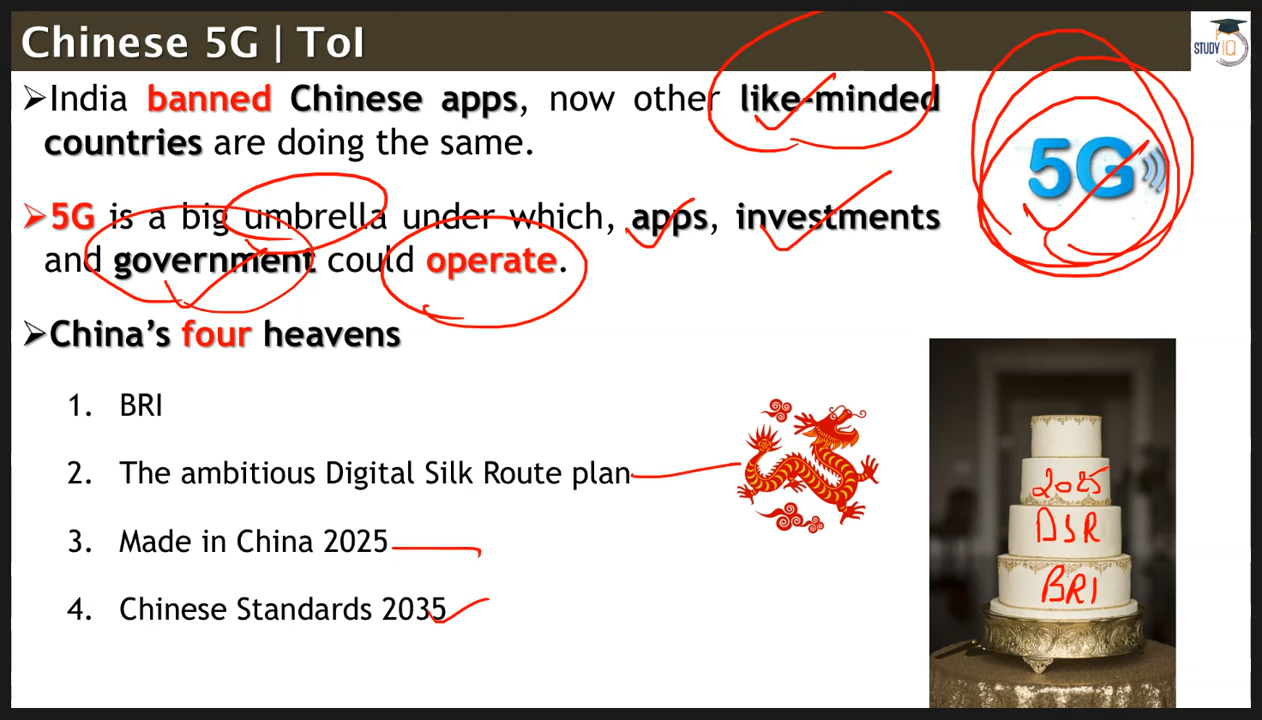 Chinese 5G | ToI
STUDY IQ
➢India banned Chinese apps, now other like-minded
countries are doing the same.
5G
➢5G is a big umbrella under which, apps, investments
and government could operate.
➢China's four heavens
1. BRI
2. The ambitious Digital Silk Route plan
3. Made in China 2025
4. Chinese Standards 2035
2025
DSR
BRI